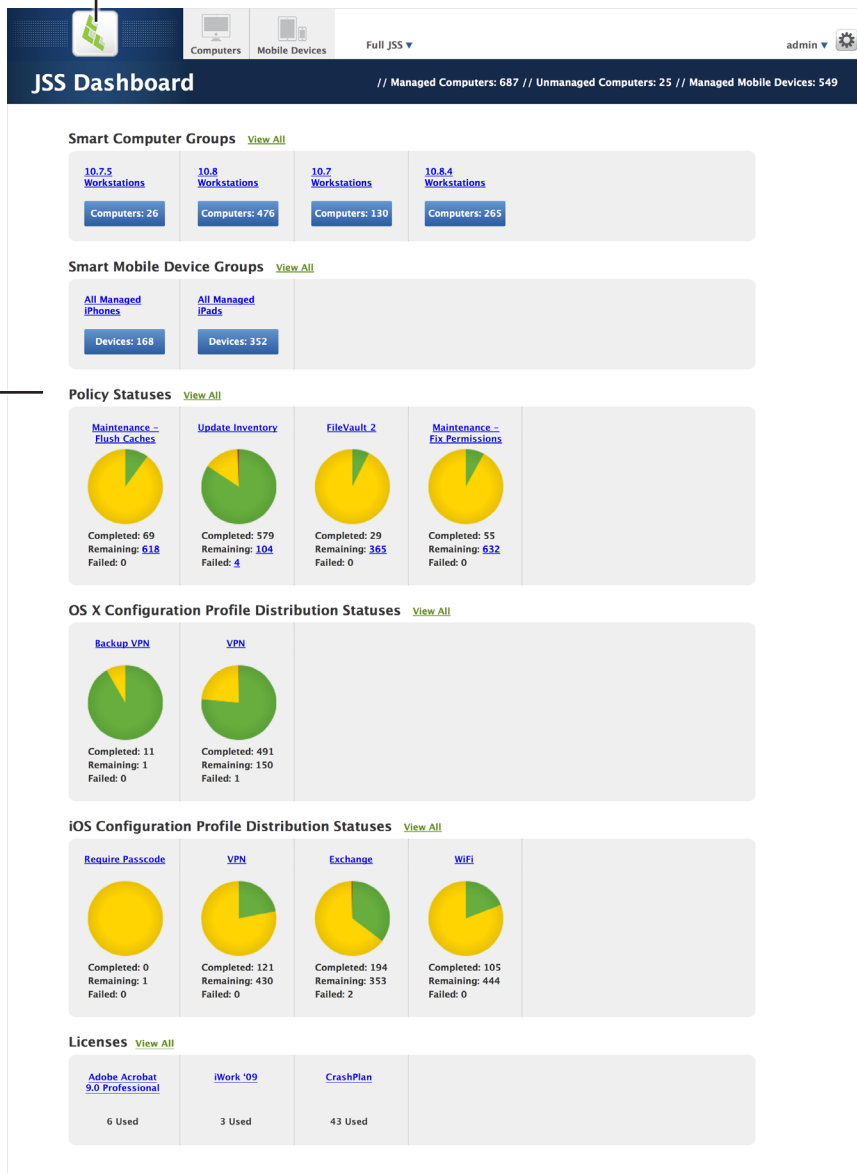 Computers
Mobile Devices
Full JSS ▼
admin ▼
JSS Dashboard
// Managed Computers: 687 // Unmanaged Computers: 25 // Managed Mobile Devices: 549
Smart Computer Groups View All
10.7.5
Workstations
Computers: 26
10.8
Workstations
Computers: 476
10.7
Workstations
Computers: 130
10.8.4
Workstations
Computers: 265
Smart Mobile Device Groups View All
All Managed
iPhones
Devices: 168
All Managed
iPads
Devices: 352
Policy Statuses View All
Maintenance –
Flush Caches
Completed: 69
Remaining: 618
Failed: 0
Update Inventory
Completed: 579
Remaining: 104
Failed: 4
FileVault 2
Completed: 29
Remaining: 365
Failed: 0
Maintenance –
Fix Permissions
Completed: 55
Remaining: 632
Failed: 0
OS X Configuration Profile Distribution Statuses View All
Backup VPN
Completed: 11
Remaining: 1
Failed: 0
VPN
Completed: 491
Remaining: 150
Failed: 1
iOS Configuration Profile Distribution Statuses View All
Require Passcode
Completed: 0
Remaining: 1
Failed: 0
VPN
Completed: 121
Remaining: 430
Failed: 0
Exchange
Completed: 194
Remaining: 353
Failed: 2
WiFi
Completed: 105
Remaining: 444
Failed: 0
Licenses View All
Adobe Acrobat
9.0 Professional
6 Used
iWork '09
3 Used
CrashPlan
43 Used